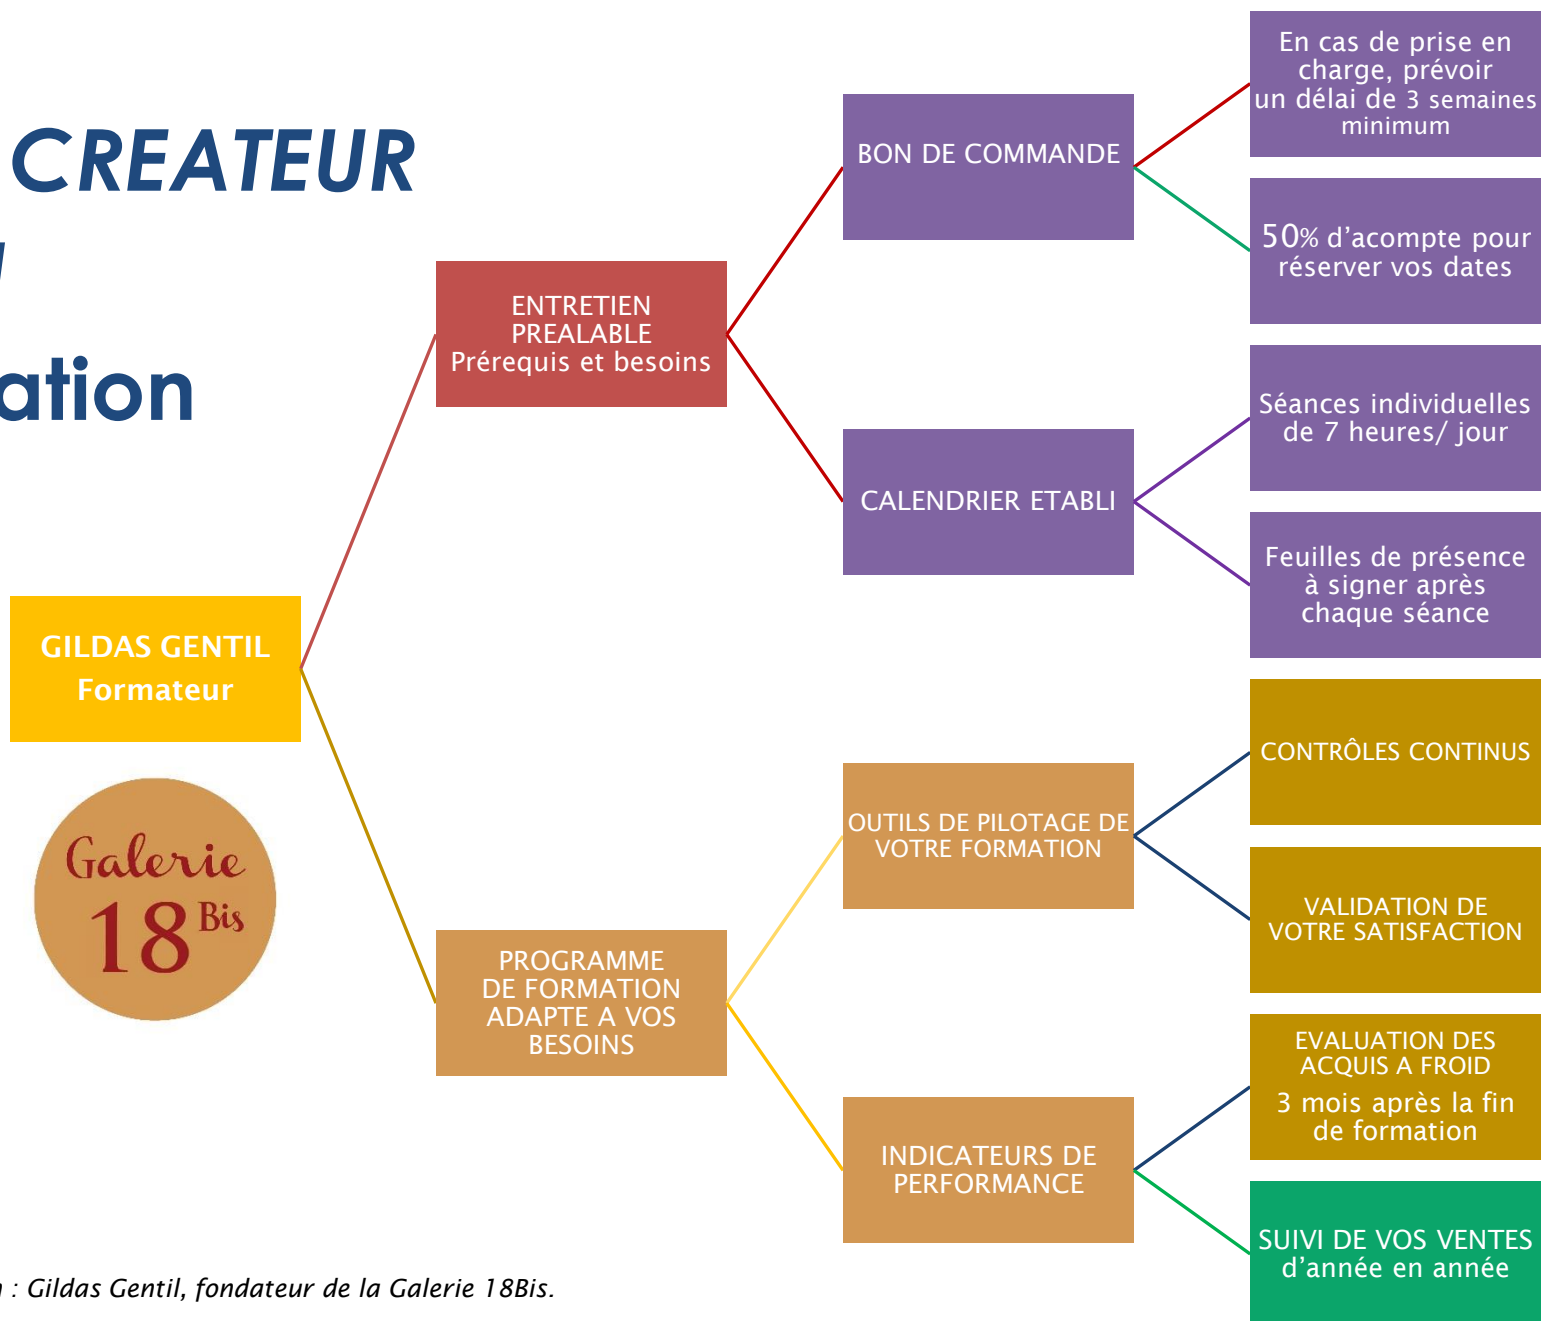 CREATEUR
ation
GILDAS GENTIL
Formateur
Galerie
18 Bis
ENTRETIEN
PREALABLE
Prérequis et besoins
BON DE COMMANDE
En cas de prise en
charge, prévoir
un délai de 3 semaines
minimum
50% d’acompte pour
réserver vos dates
CALENDRIER ETABLI
Séances individuelles
de 7 heures/ jour
Feuilles de présence
à signer après
chaque séance
PROGRAMME
DE FORMATION
ADAPTE A VOS
BESOINS
OUTILS DE PILOTAGE DE
VOTRE FORMATION
CONTRÔLES CONTINUS
VALIDATION DE
VOTRE SATISFACTION
INDICATEURS DE
PERFORMANCE
EVALUATION DES
ACQUIS A FROID
3 mois après la fin
de formation
SUIVI DE VOS VENTES
d’année en année
: Gildas Gentil, fondateur de la Galerie 18Bis.